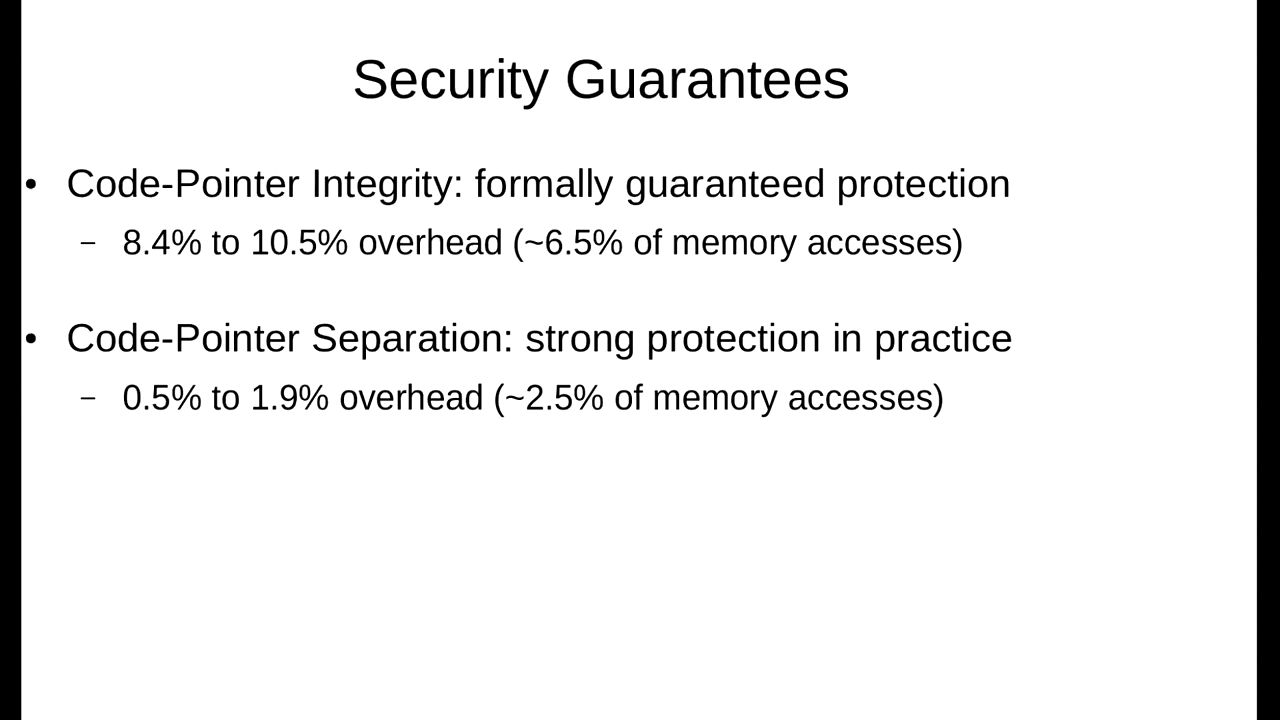 Security Guarantees
• Code-Pointer Integrity: formally guaranteed protection
– 8.4% to 10.5% overhead (~6.5% of memory accesses)
• Code-Pointer Separation: strong protection in practice
– 0.5% to 1.9% overhead (~2.5% of memory accesses)